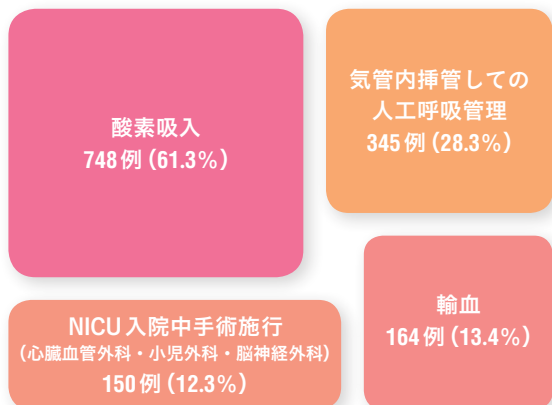 酸素吸入
748例（61.3%）
気管内挿管しての
人工呼吸管理
345例（28.3%）
NICU入院中手術施行
（心臓血管外科・小児外科・脳神経外科）
150例（12.3%）
輸血
164例（13.4%）